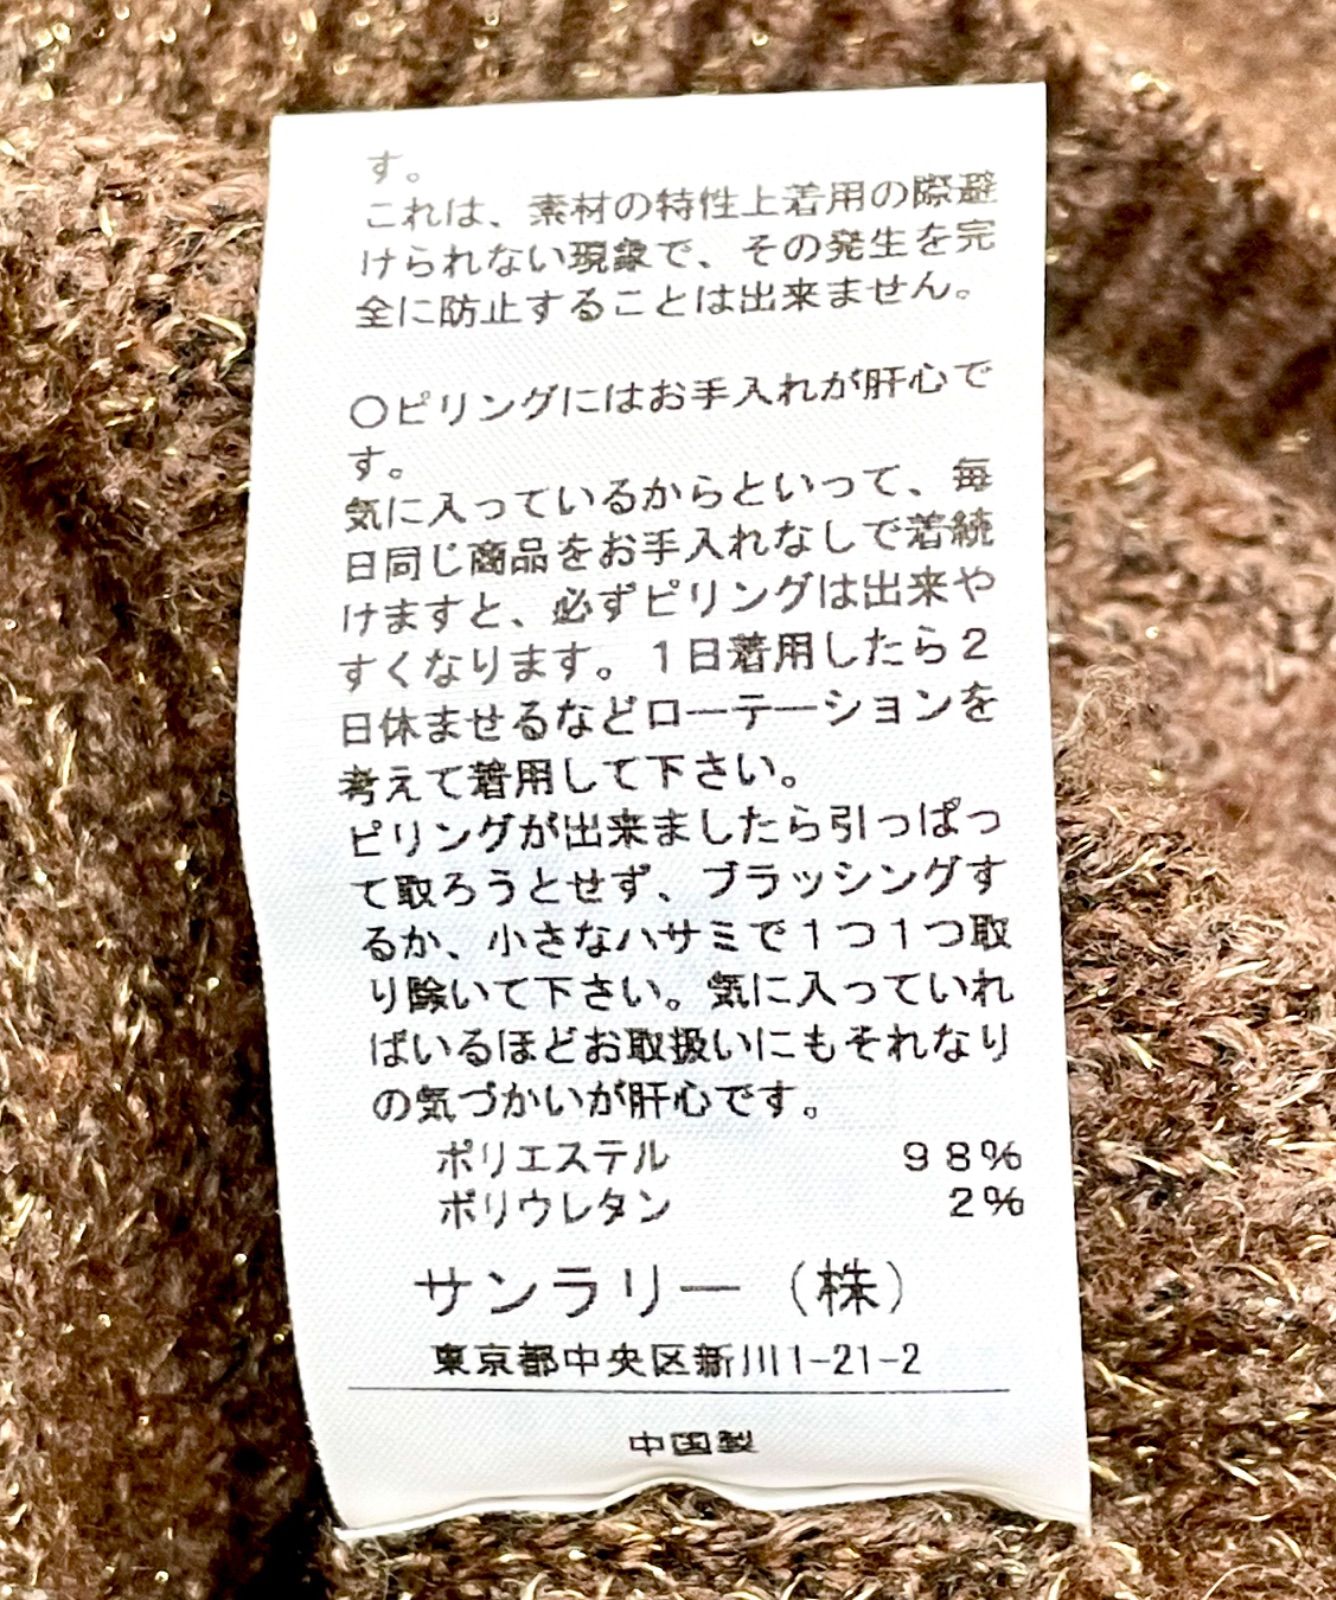 す。
これは、素材の特性上着用の際避
けられない現象で、その発生を完
全に防止することは出来ません。
○ピリングにはお手入れが肝心で
す。
気に入っているからといって、毎
日同じ商品をお手入れなしで着続
けますと、必ずピリングは出来や
すくなります。1日着用したら2
日休ませるなどローテーションを
考えて着用して下さい。
ピリングが出来ましたら引っぱっ
て取ろうとせず、ブラッシングす
るか、小さなハサミで1つ1つ取
り除いて下さい。気に入っていれ
ばいるほどお取扱いにもそれなり
の気づかいが肝心です。
ポリエステル 98%
ポリウレタン 2%
サンラリー(株)
東京都中央区新川1-21-2
中国製